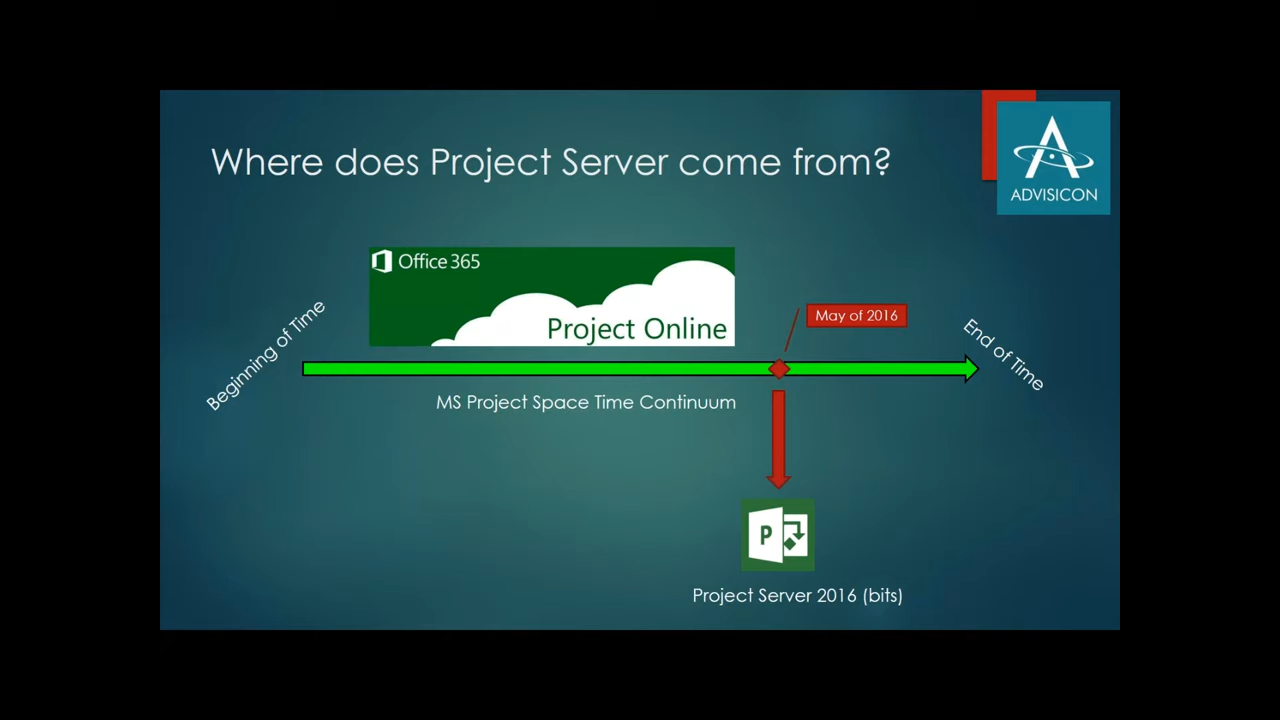 Where does Project Server come from?
ADVISICON
Office 365
Project Online
May of 2016
Beginning of Time
End of Time
MS Project Space Time Continuum
P
Project Server 2016 (bits)